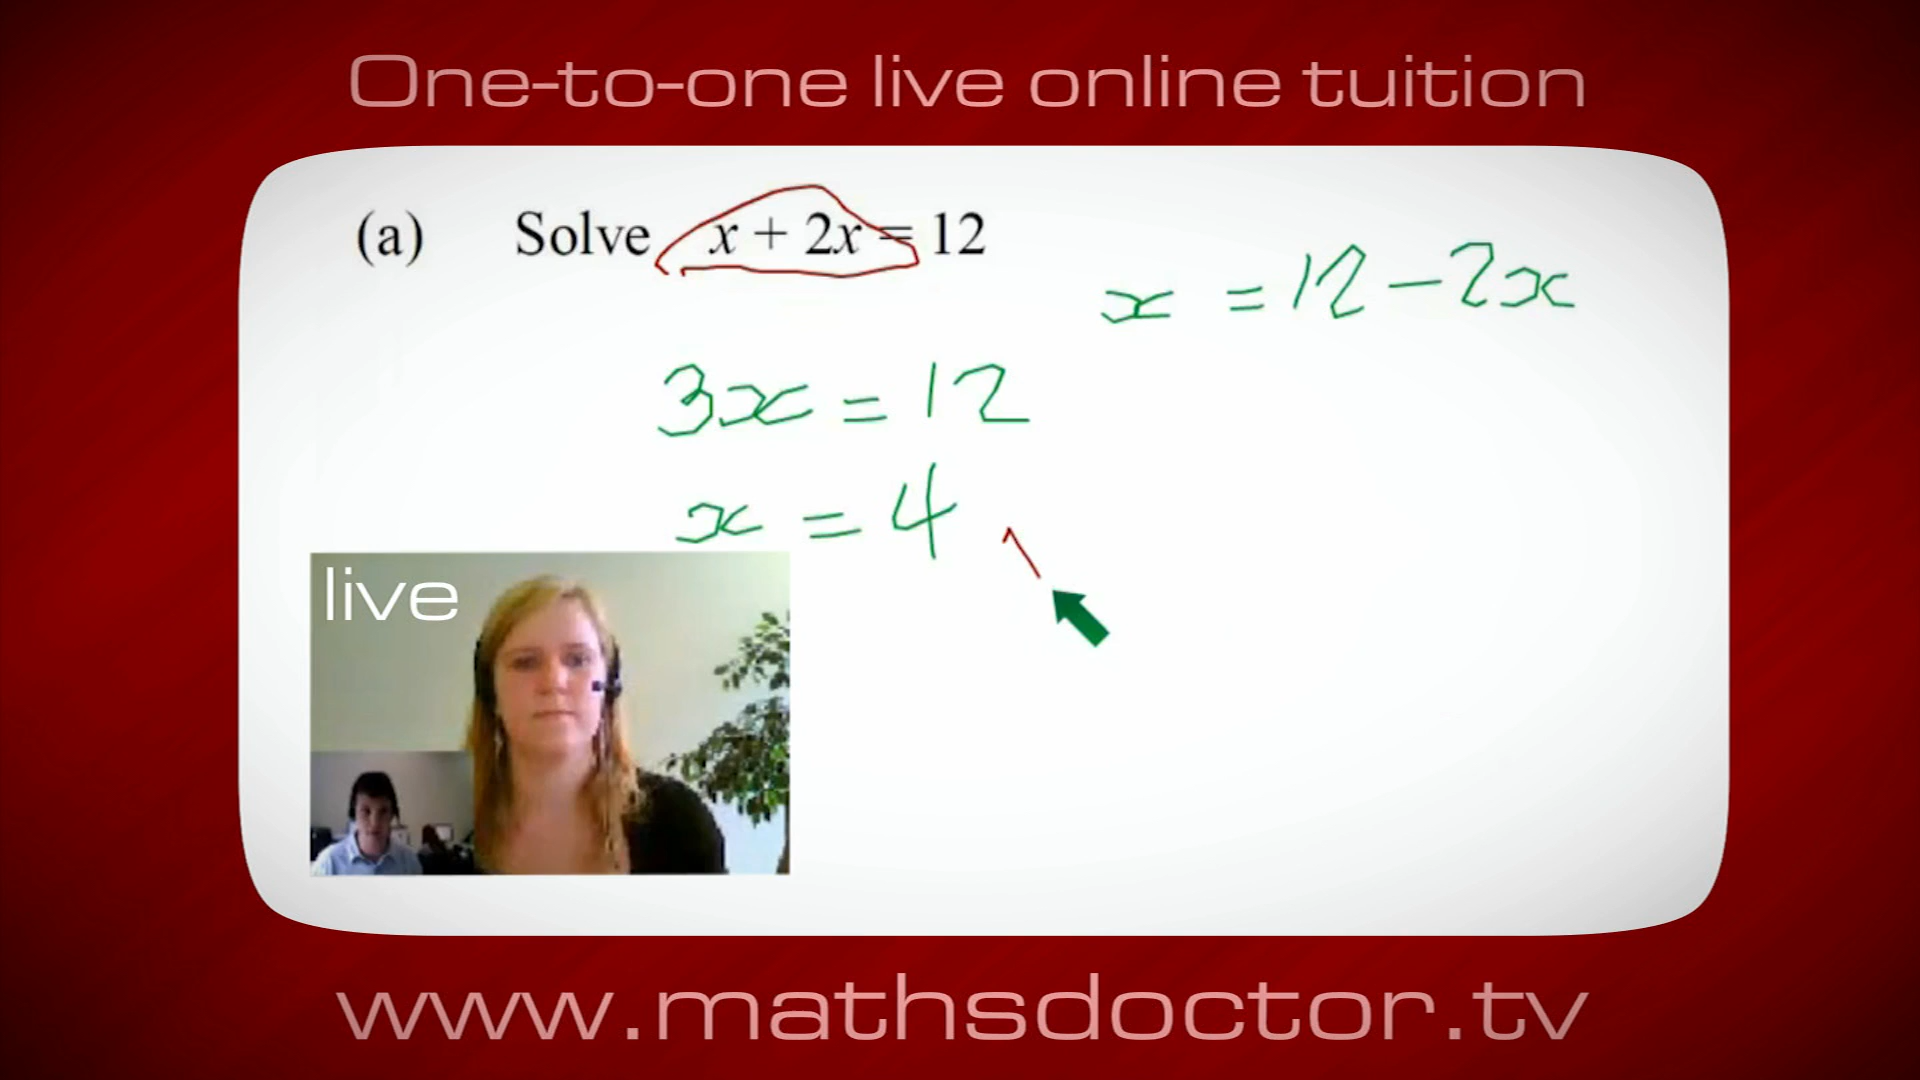 One-to-one live online tuition
(a) Solve x + 2x = 12
x = 12 - 2x
3x = 12
x = 4
live
www.mathsdoctor.tv